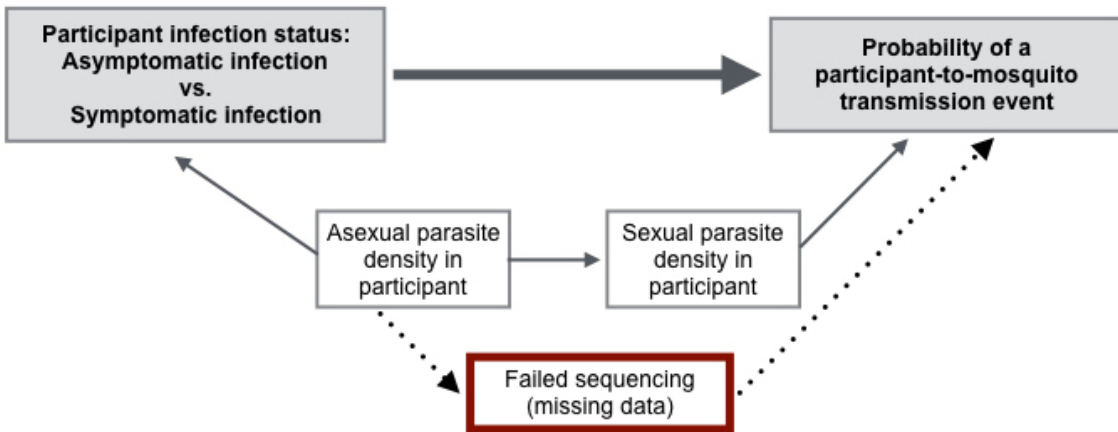 Participant infection status:
Asymptomatic infection
vs.
Symptomatic infection
Probability of a
participant-to-mosquito
transmission event
Asexual parasite
density in
participant
Sexual parasite
density in
participant
Failed sequencing
(missing data)